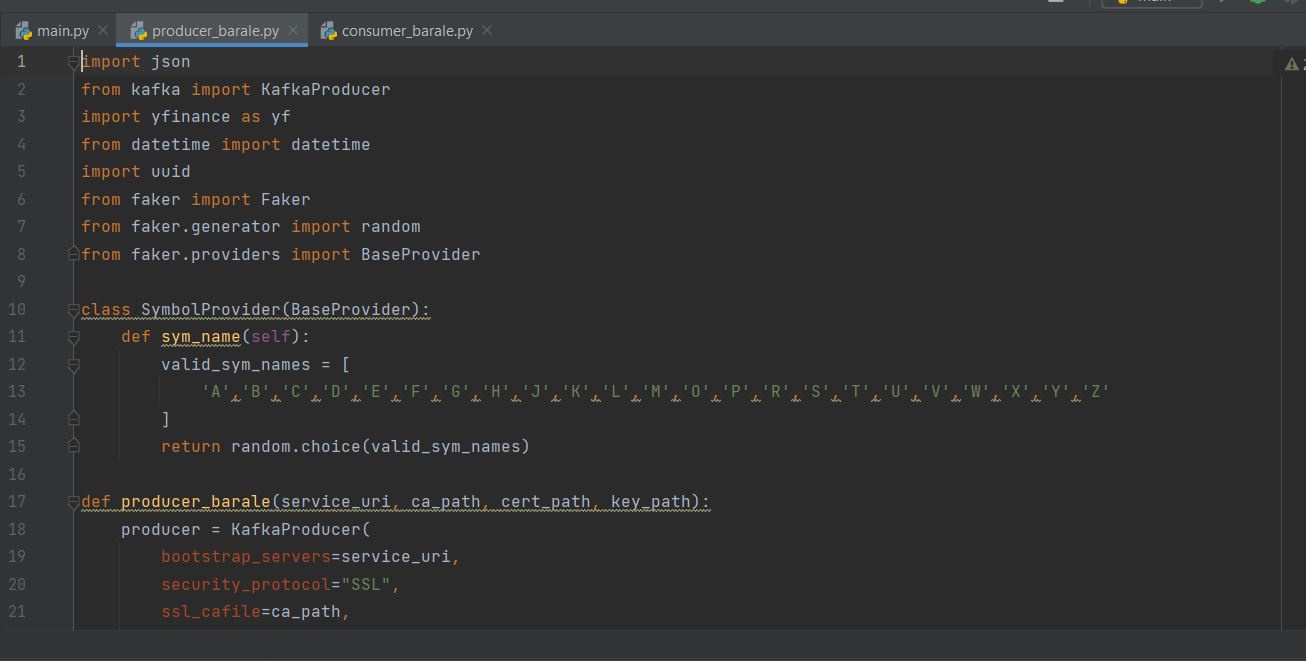 main.py producer_barale.py consumer_barale.py
1 import json
2 from kafka import KafkaProducer
3 import yfinance as yf
4 from datetime import datetime
5 import uuid
6 from faker import Faker
7 from faker.generator import random
8 from faker.providers import BaseProvider
9
10 class SymbolProvider(BaseProvider):
11     def sym_name(self):
12         valid_sym_names = [
13             'A','B','C','D','E','F','G','H','J','K','L','M','O','P','R','S','T','U','V','W','X','Y','Z'
14         ]
15         return random.choice(valid_sym_names)
16
17 def producer_barale(service_uri, ca_path, cert_path, key_path):
18     producer = KafkaProducer(
19         bootstrap_servers=service_uri,
20         security_protocol="SSL",
21         ssl_cafile=ca_path,